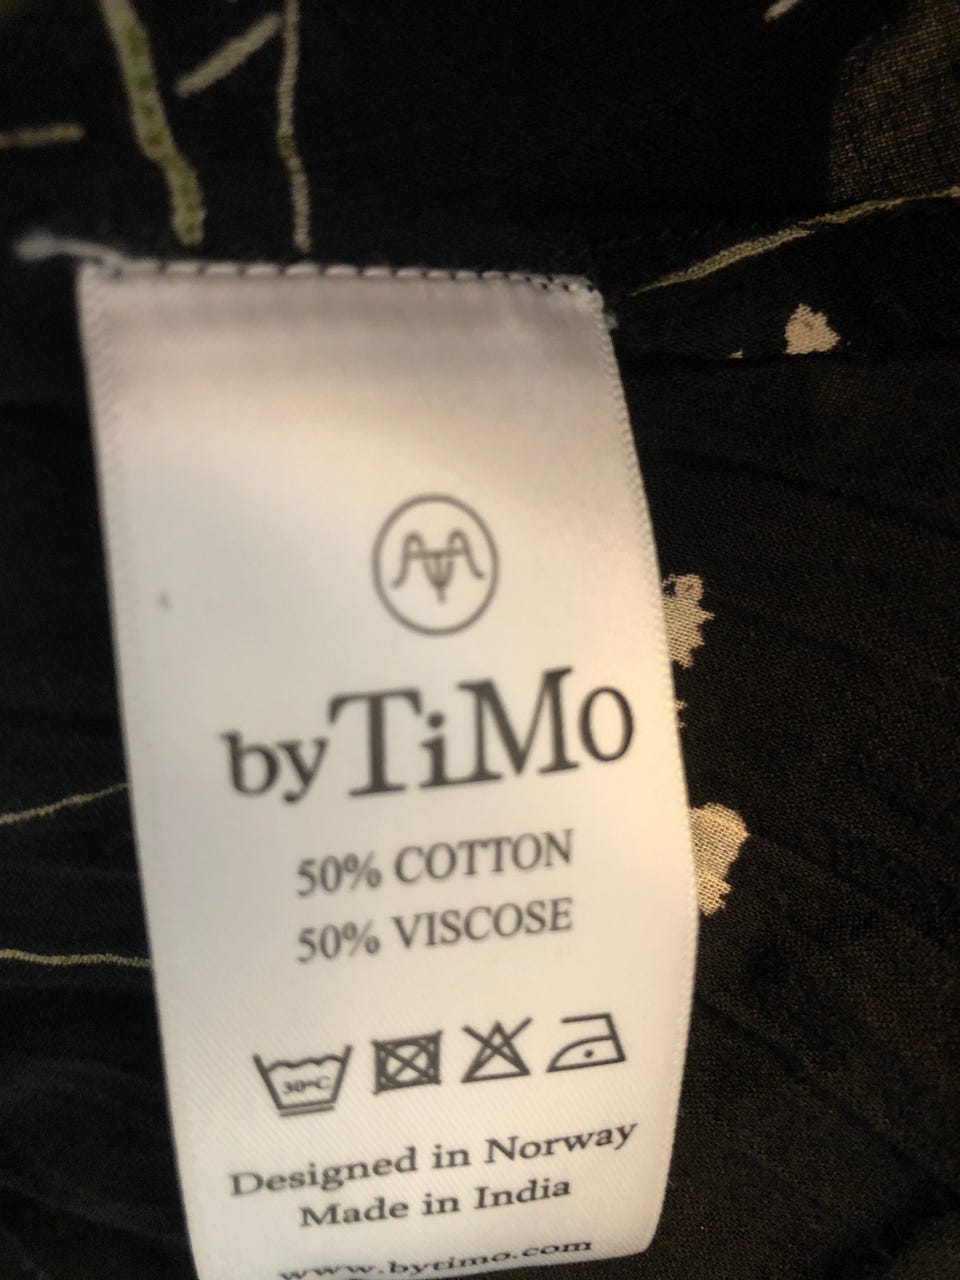 byTiMo
50% COTTON
50% VISCOSE
30°C
Designed in Norway
Made in India
www.bytimo.com